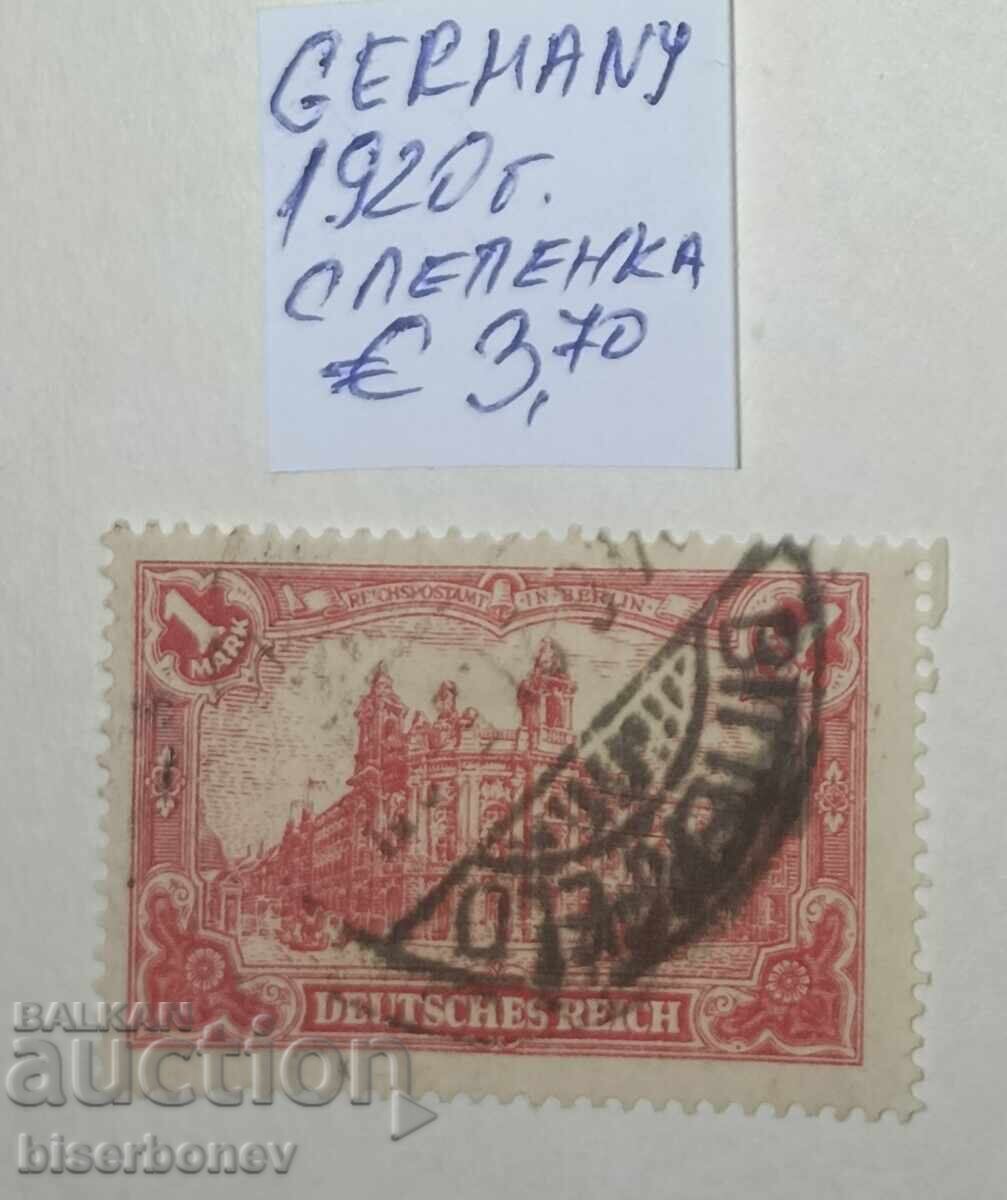 GERMANY
1920г.
СЛЕПЕНКА
€ 3,70
REICHSPOSTAMT IN BERLIN
1
MARK
DEUTSCHES REICH
BALKAN
auction
biserbonev